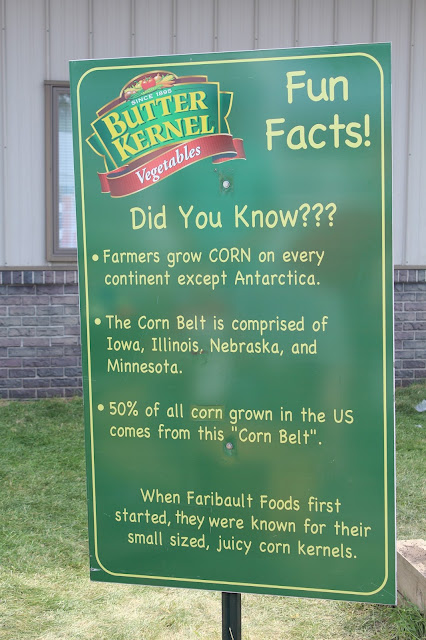 SINCE 1895
BUTTER
KERNEL
Vegetables
Fun
Facts!
Did You Know???
• Farmers grow CORN on every
continent except Antarctica.
• The Corn Belt is comprised of
Iowa, Illinois, Nebraska, and
Minnesota.
• 50% of all corn grown in the US
comes from this "Corn Belt".
When Faribault Foods first
started, they were known for their
small sized, juicy corn kernels.